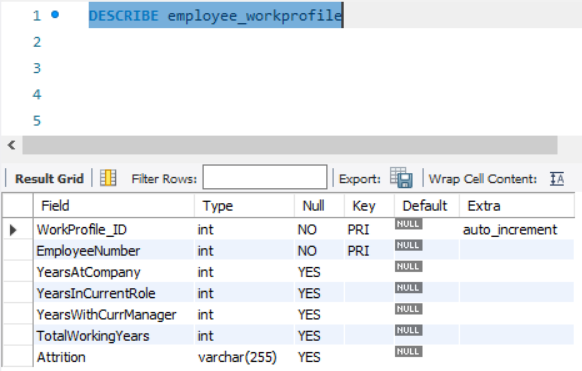 1 DESCRIBE employee_workprofile
2
3
4
5
Result Grid Filter Rows: Export: Wrap Cell Content: IA
Field Type Null Key Default Extra
WorkProfile_ID int NO PRI NULL auto_increment
EmployeeNumber int NO PRI NULL
YearsAtCompany int YES NULL
YearsInCurrentRole int YES NULL
YearsWithCurrManager int YES NULL
TotalWorkingYears int YES NULL
Attrition varchar(255) YES NULL